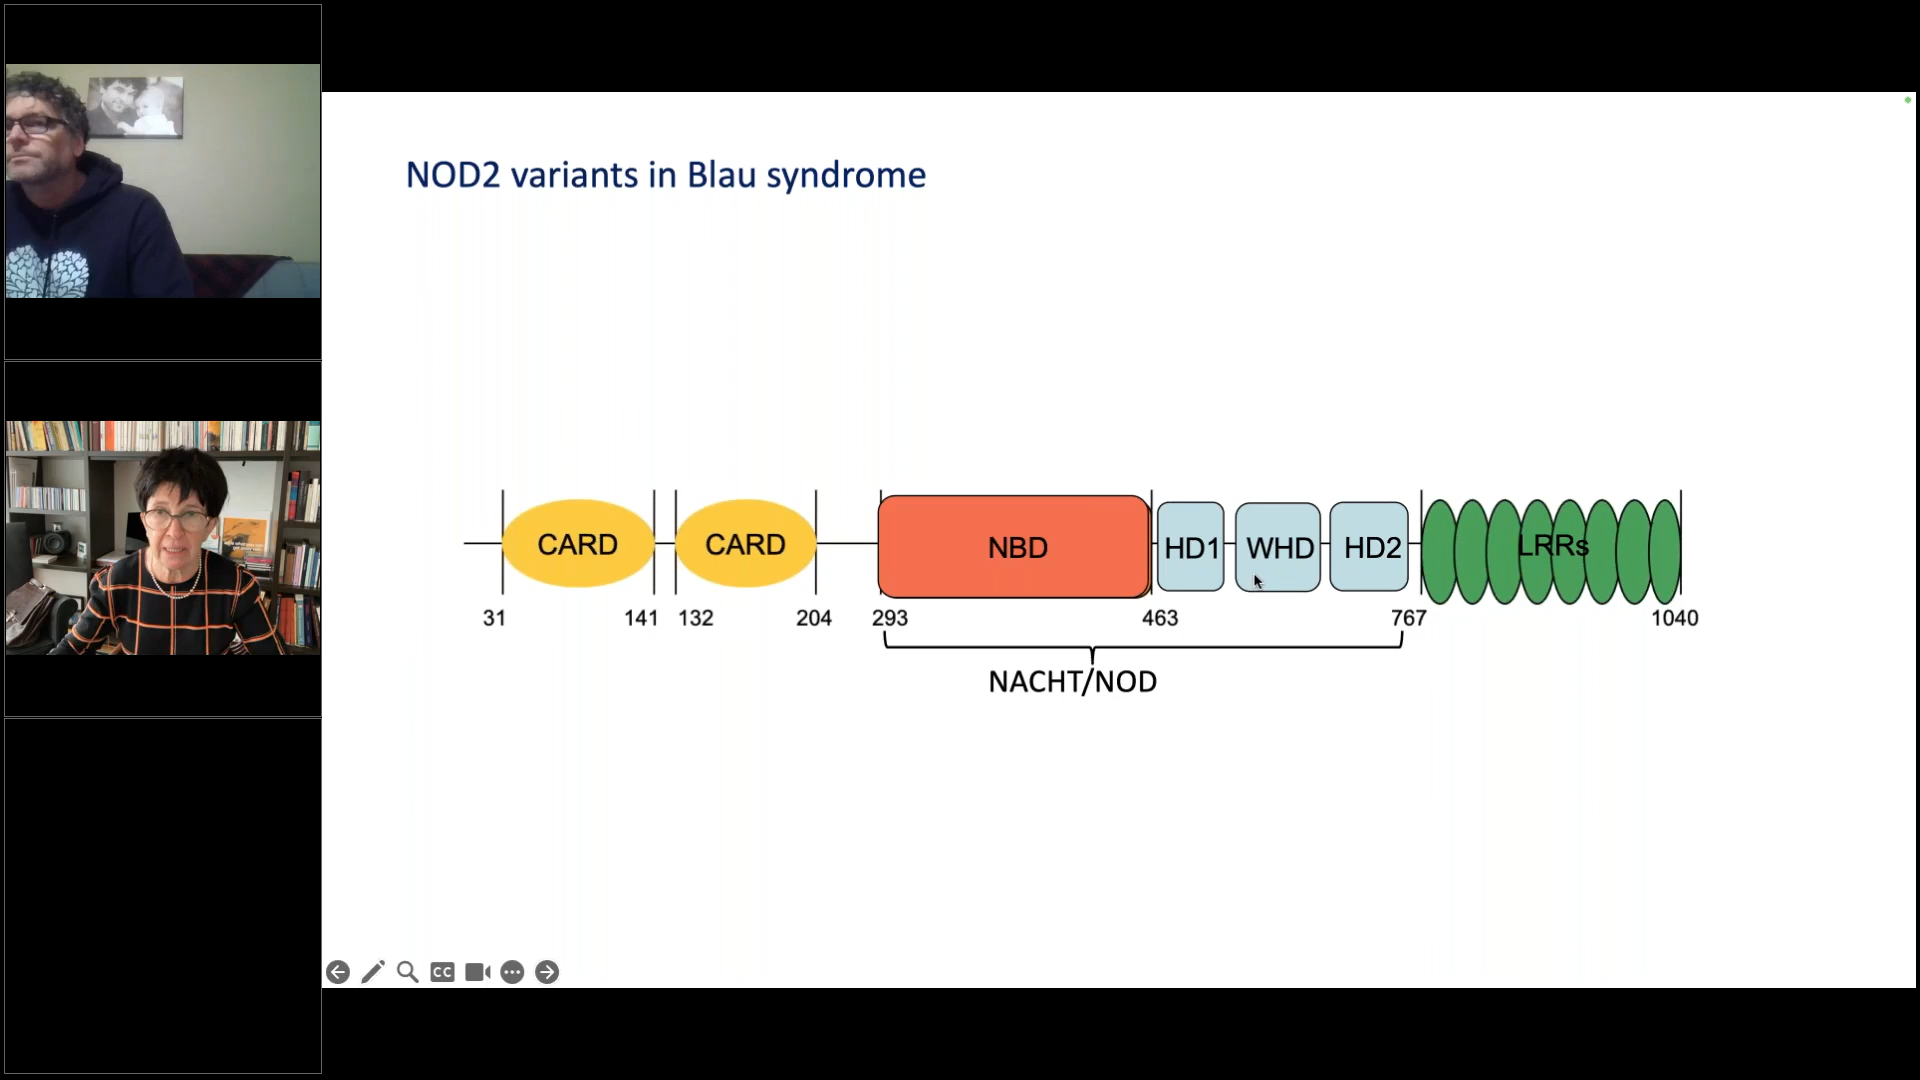 NOD2 variants in Blau syndrome
CARD CARD NBD HD1 WHD HD2 LRRs
31 141 132 204 293 463 767 1040
NACHT/NOD
CC